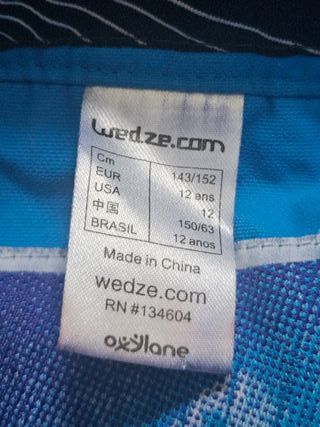 wedze.com
Cm 143/152
EUR 12 ans
USA 12
中国 150/63
BRASIL 12 anos
Made in China
wedze.com
RN #134604
oxylane